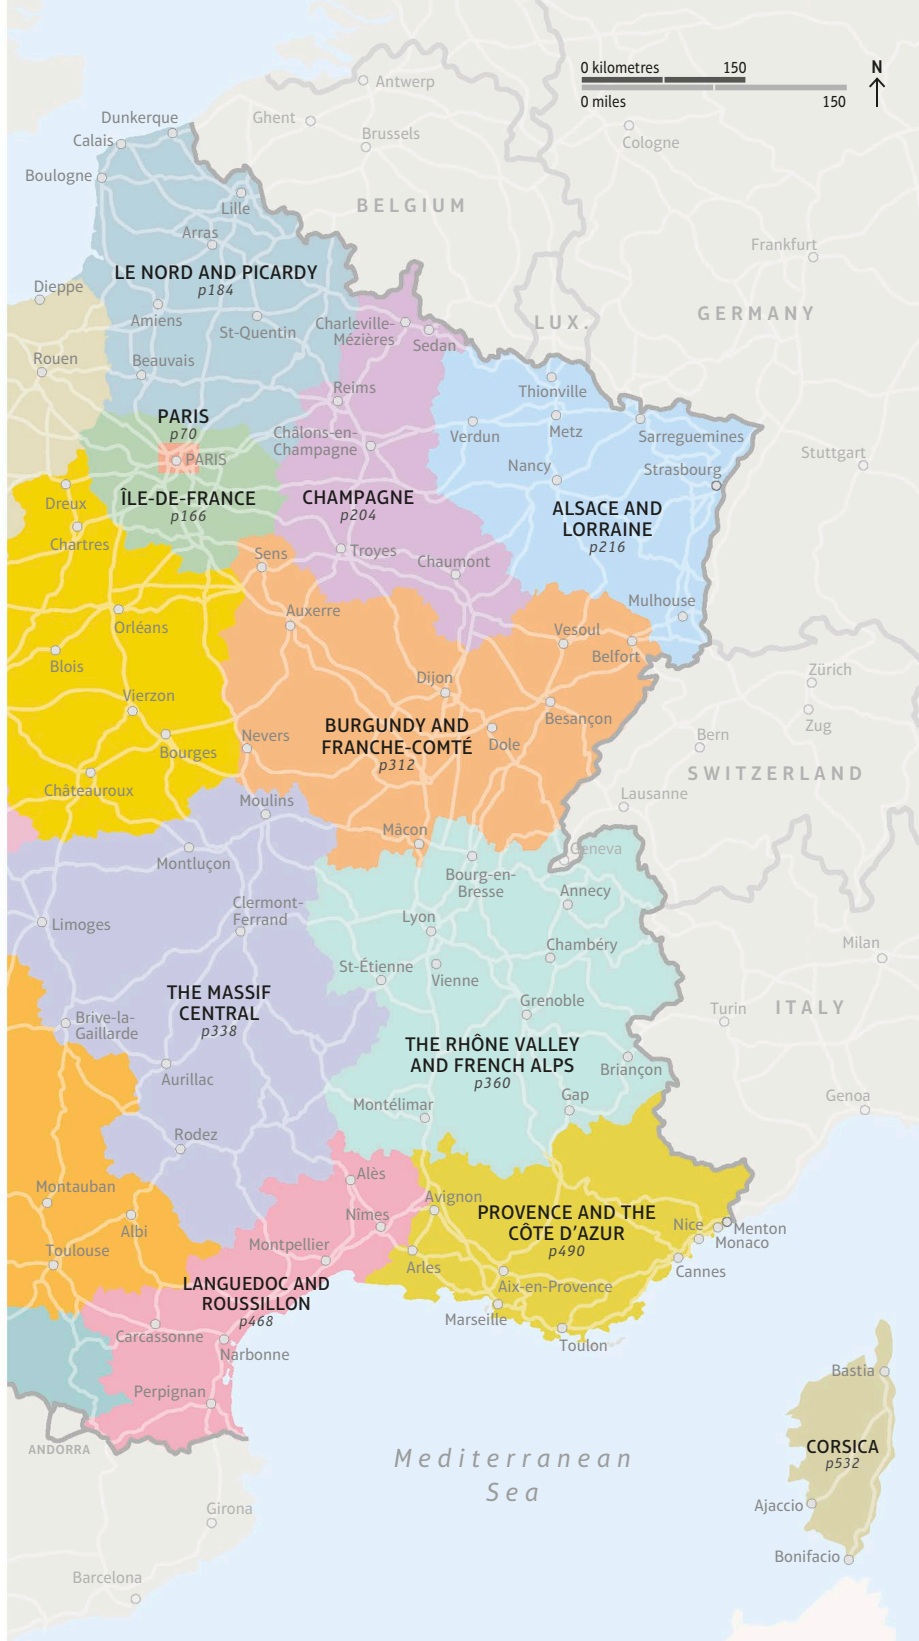 0 kilometres 150
0 miles 150
N
Antwerp
Dunkerque
Ghent
Calais
Brussels
Cologne
Boulogne
Lille
BELGIUM
Arras
Frankfurt
LE NORD AND PICARDY
p184
Dieppe
Amiens
St-Quentin
Charleville-
Mézières
Sedan
LUX.
GERMANY
Rouen
Beauvais
Reims
Thionville
PARIS
p70
Châlons-en-
Champagne
Verdun
Metz
Sarreguemines
PARIS
Nancy
Strasbourg
Stuttgart
ÎLE-DE-FRANCE
p166
CHAMPAGNE
p204
ALSACE AND
LORRAINE
p216
Dreux
Chartres
Sens
Troyes
Chaumont
Orléans
Auxerre
Mulhouse
Vesoul
Belfort
Blois
Zürich
Dijon
Vierzon
Besançon
Zug
BURGUNDY AND
FRANCHE-COMTÉ
p312
Nevers
Dole
Bern
Bourges
SWITZERLAND
Châteauroux
Moulins
Lausanne
Mâcon
Geneva
Montluçon
Bourg-en-
Bresse
Annecy
Clermont-
Ferrand
Limoges
Lyon
Chambéry
Milan
St-Étienne
Vienne
THE MASSIF
CENTRAL
p338
Grenoble
Turin
ITALY
Brive-la-
Gaillarde
THE RHÔNE VALLEY
AND FRENCH ALPS
p360
Briançon
Aurillac
Gap
Genoa
Montélimar
Rodez
Alès
Montauban
Avignon
PROVENCE AND THE
CÔTE D'AZUR
p490
Nîmes
Nice
Menton
Monaco
Albi
Toulouse
Montpellier
Arles
Cannes
LANGUEDOC AND
ROUSSILLON
p468
Aix-en-Provence
Marseille
Carcassonne
Toulon
Narbonne
Bastia
Perpignan
ANDORRA
Mediterranean
Sea
CORSICA
p532
Girona
Ajaccio
Bonifacio
Barcelona